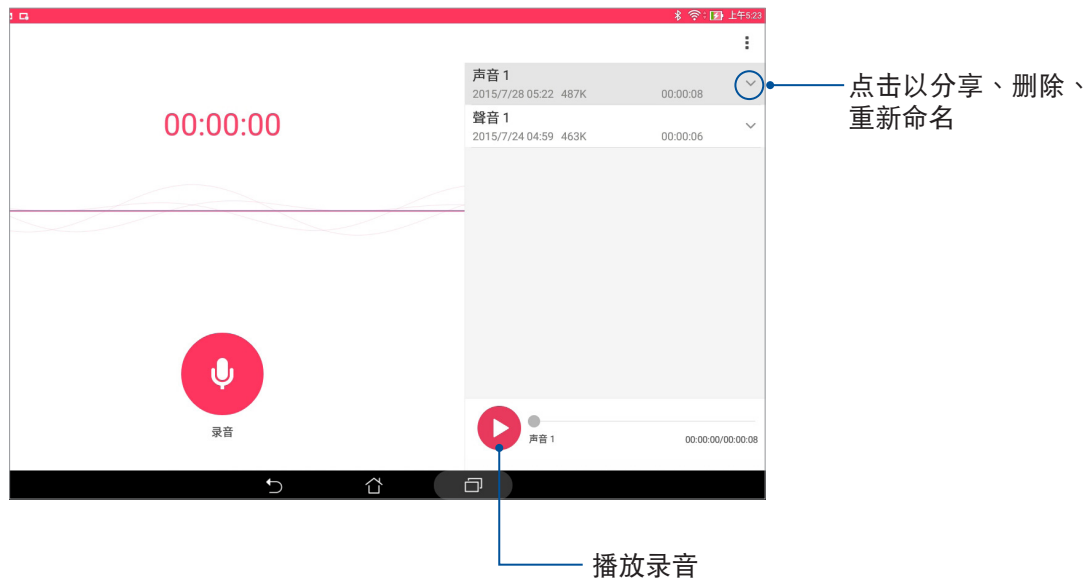 上午5:23
00:00:00
声音 1
2015/7/28 05:22 487K 00:00:08
聲音 1
2015/7/24 04:59 463K 00:00:06
点击以分享、删除、
重新命名
录音
声音 1 00:00:00/00:00:08
播放录音